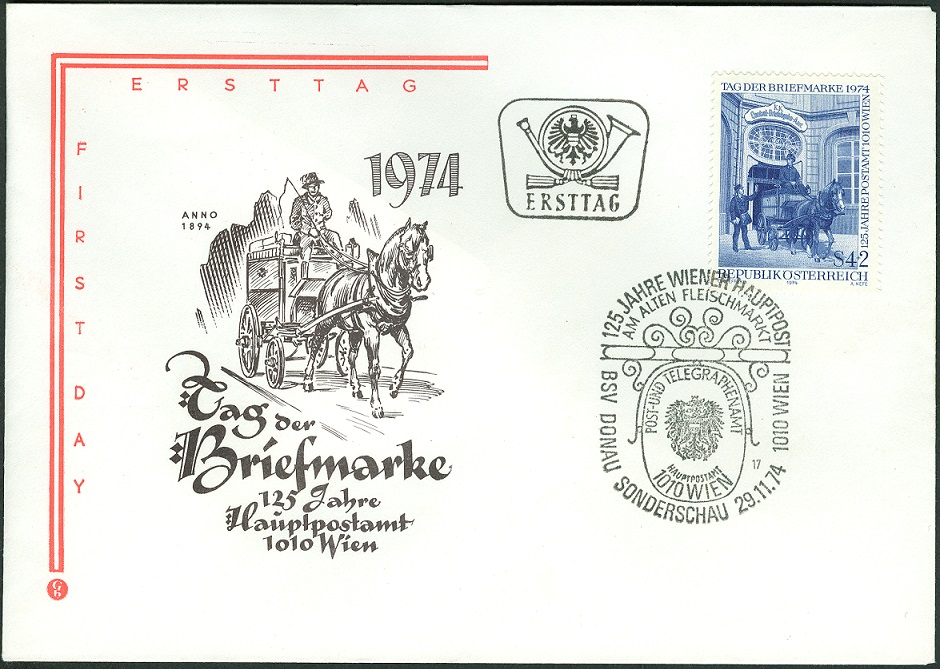 ERSTTAG
FIRST DAY
1974
ANNO
1894
Tag der
Briefmarke
125 Jahre
Hauptpostamt
1010 Wien
ERSTTAG
TAG DER BRIEFMARKE 1974
125 JAHRE POSTAMT 1010 WIEN
S 4+2
REPUBLIK ÖSTERREICH
1974
125 JAHRE WIENER HAUPTPOST
AM ALTEN FLEISCHMARKT
POST-UND TELEGRAPHENAMT
HAUPTPOSTAMT
1010 WIEN
17
BSV DONAU SONDERSCHAU 29.11.74 1010 WIEN